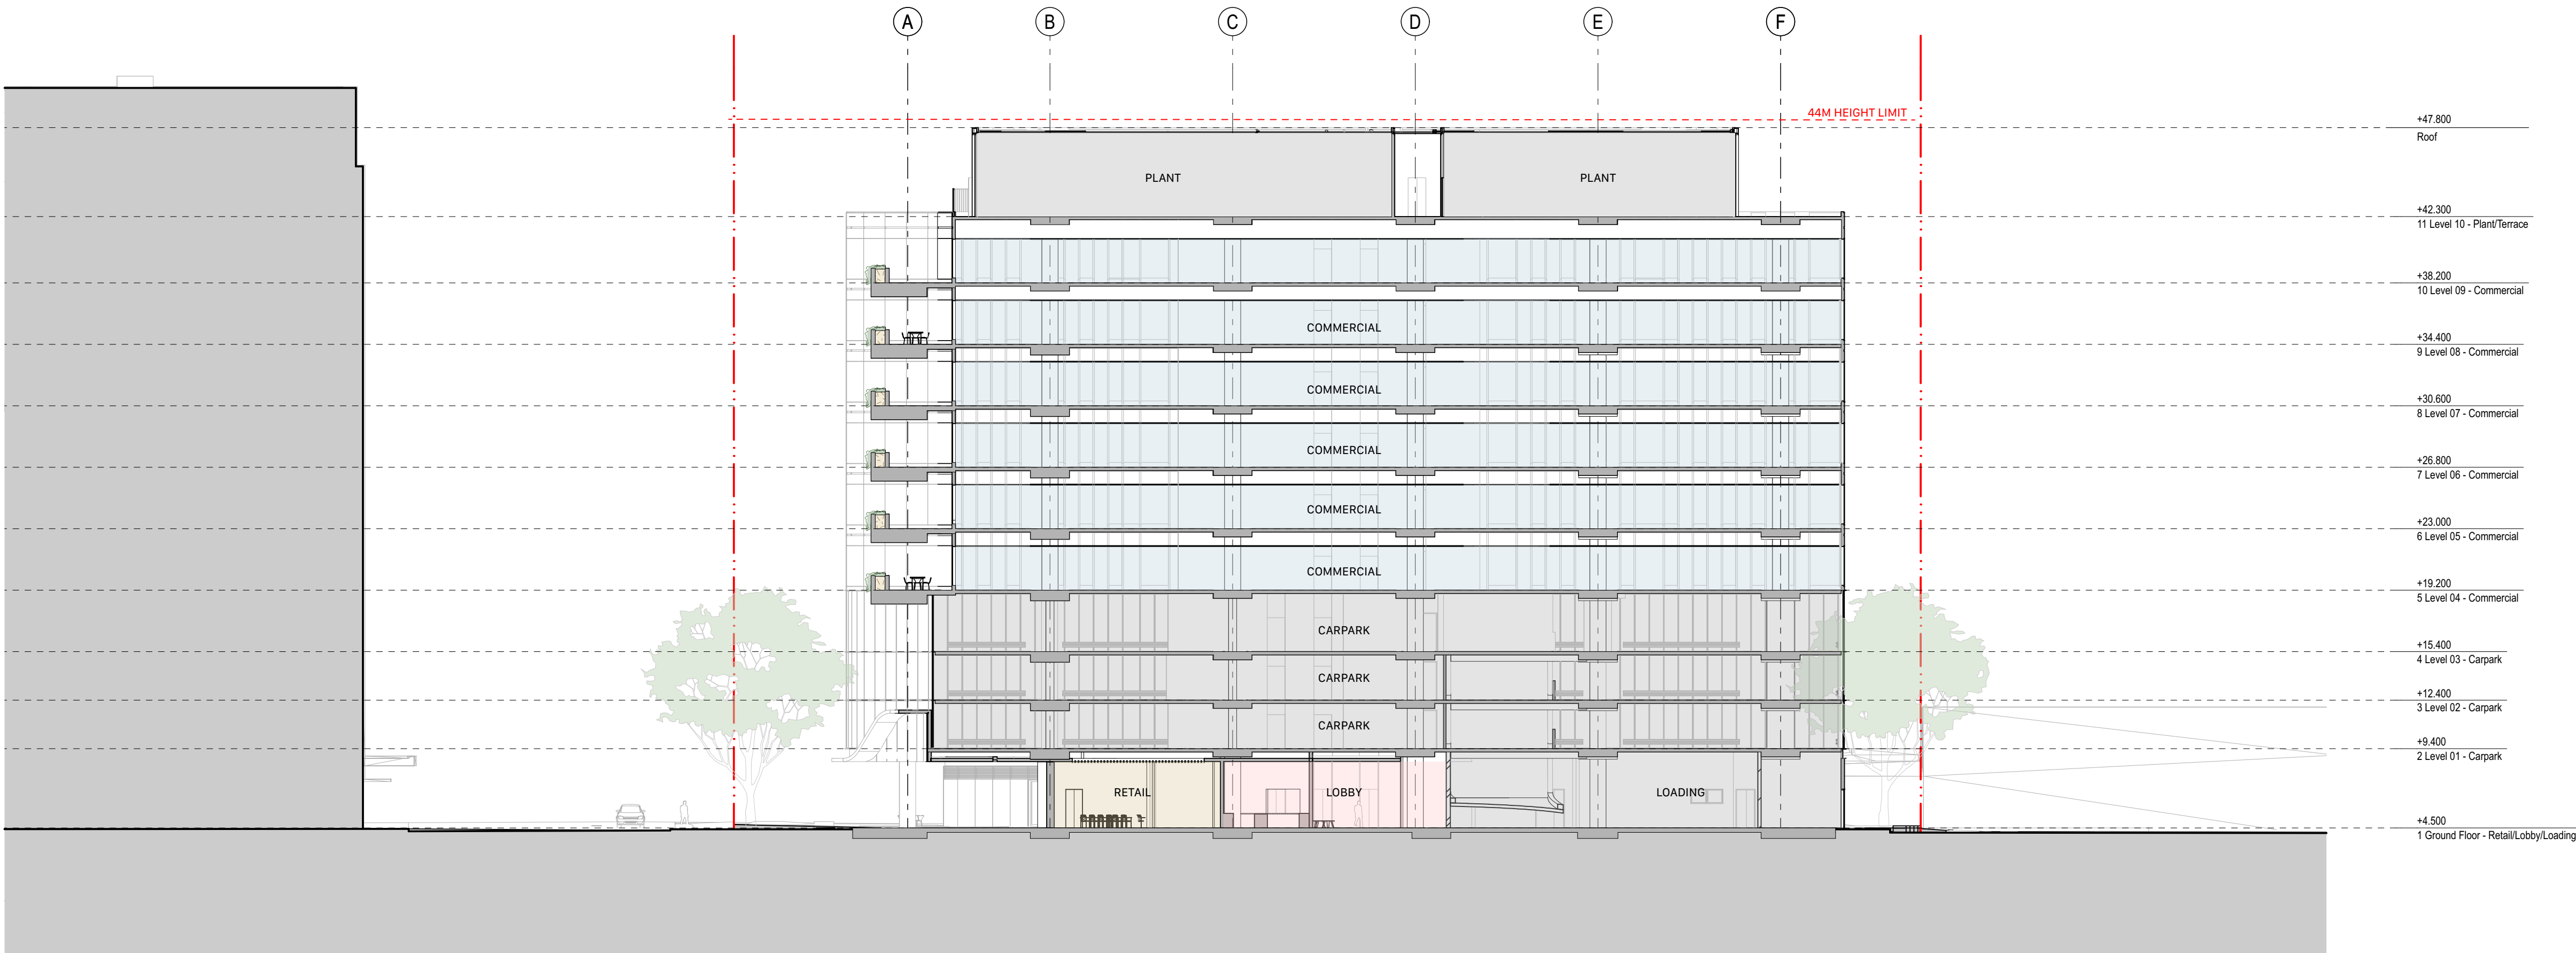 A B C D E F
44M HEIGHT LIMIT
+47.800
Roof
PLANT PLANT
+42.300
11 Level 10 - Plant/Terrace
+38.200
10 Level 09 - Commercial
COMMERCIAL
+34.400
9 Level 08 - Commercial
COMMERCIAL
+30.600
8 Level 07 - Commercial
COMMERCIAL
+26.800
7 Level 06 - Commercial
COMMERCIAL
+23.000
6 Level 05 - Commercial
COMMERCIAL
+19.200
5 Level 04 - Commercial
CARPARK
+15.400
4 Level 03 - Carpark
CARPARK
+12.400
3 Level 02 - Carpark
CARPARK
+9.400
2 Level 01 - Carpark
RETAIL LOBBY LOADING
+4.500
1 Ground Floor - Retail/Lobby/Loading